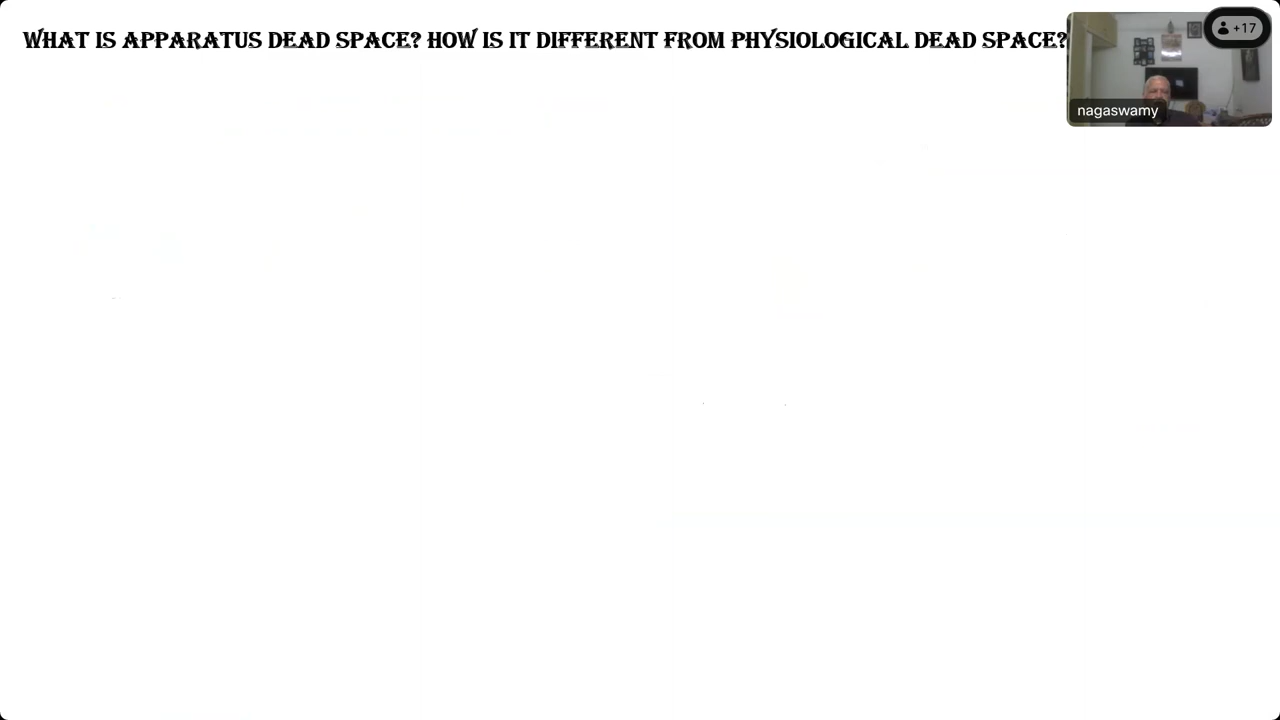 WHAT IS APPARATUS DEAD SPACE? HOW IS IT DIFFERENT FROM PHYSIOLOGICAL DEAD SPACE?
+17
nagaswamy